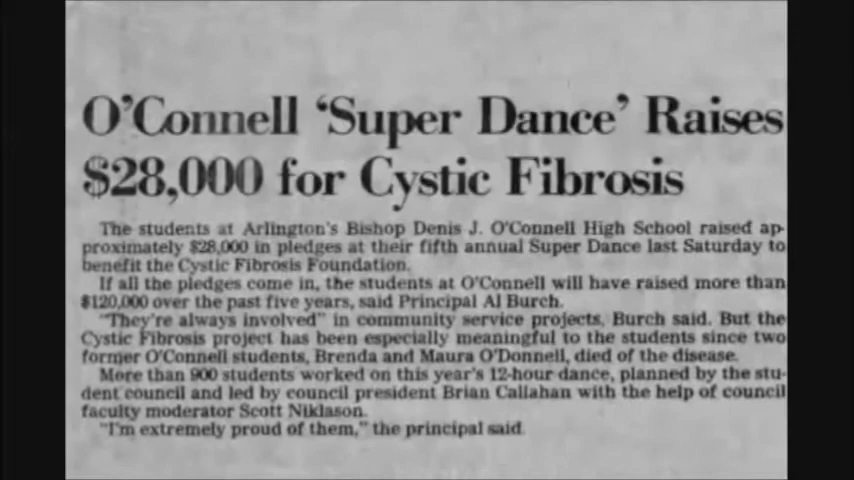 O'Connell 'Super Dance' Raises
$28,000 for Cystic Fibrosis
The students at Arlington's Bishop Denis J. O'Connell High School raised ap-
proximately $28,000 in pledges at their fifth annual Super Dance last Saturday to
benefit the Cystic Fibrosis Foundation.
If all the pledges come in, the students at O'Connell will have raised more than
$120,000 over the past five years, said Principal Al Burch.
"They're always involved" in community service projects, Burch said. But the
Cystic Fibrosis project has been especially meaningful to the students since two
former O'Connell students, Brenda and Maura O'Donnell, died of the disease.
More than 900 students worked on this year's 12-hour dance, planned by the stu-
dent council and led by council president Brian Callahan with the help of council
faculty moderator Scott Niklason.
"I'm extremely proud of them," the principal said.